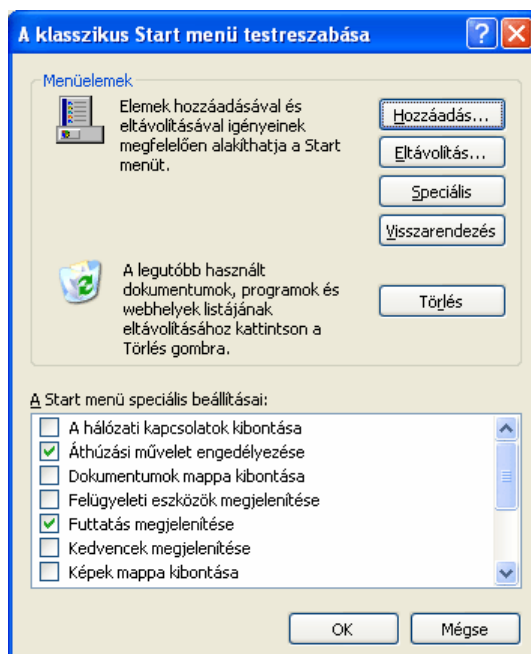 A klasszikus Start menü testreszabása
Menüelemek
Elemek hozzáadásával és
eltávolításával igényeinek
megfelelően alakíthatja a Start
menüt.
Hozzáadás...
Eltávolítás...
Speciális
Visszarendezés
A legutóbb használt
dokumentumok, programok és
webhelyek listájának
eltávolításához kattintson a
Törlés gombra.
Törlés
A Start menü speciális beállításai:
A hálózati kapcsolatok kibontása
Áthúzási művelet engedélyezése
Dokumentumok mappa kibontása
Felügyeleti eszközök megjelenítése
Futtatás megjelenítése
Kedvencek megjelenítése
Képek mappa kibontása
OK
Mégse